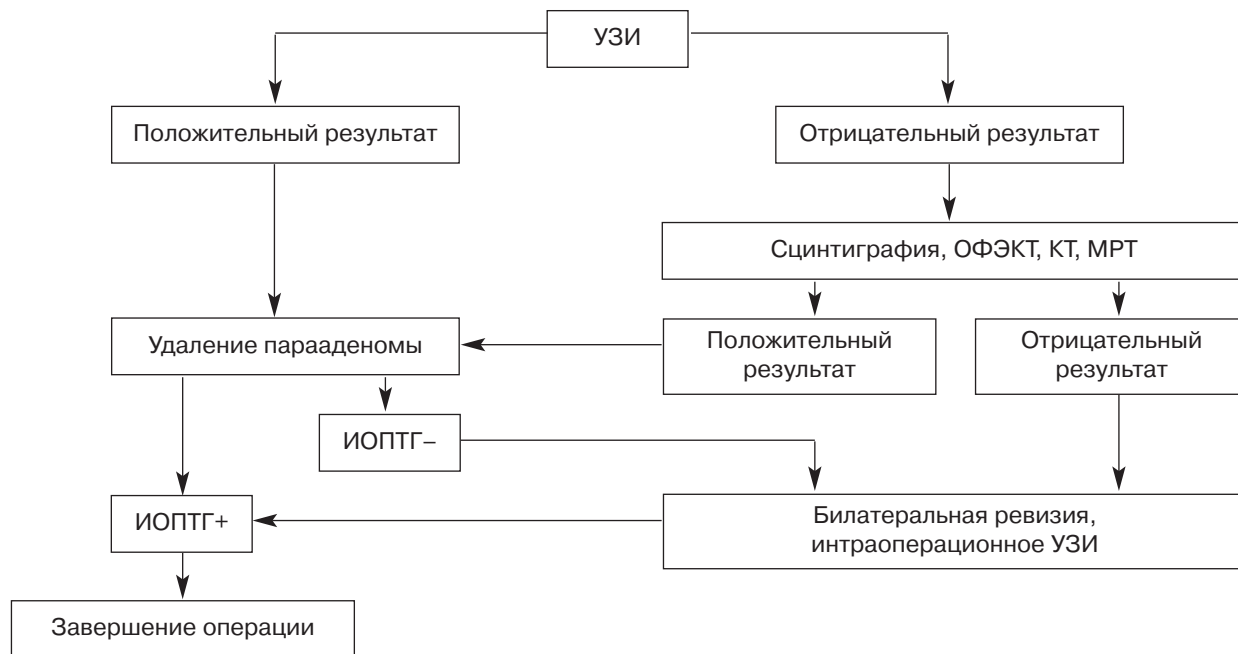 УЗИ
Положительный результат
Отрицательный результат
Сцинтиграфия, ОФЭКТ, КТ, МРТ
Удаление парааденомы
Положительный
результат
Отрицательный
результат
ИОПТГ–
ИОПТГ+
Билатеральная ревизия,
интраоперационное УЗИ
Завершение операции